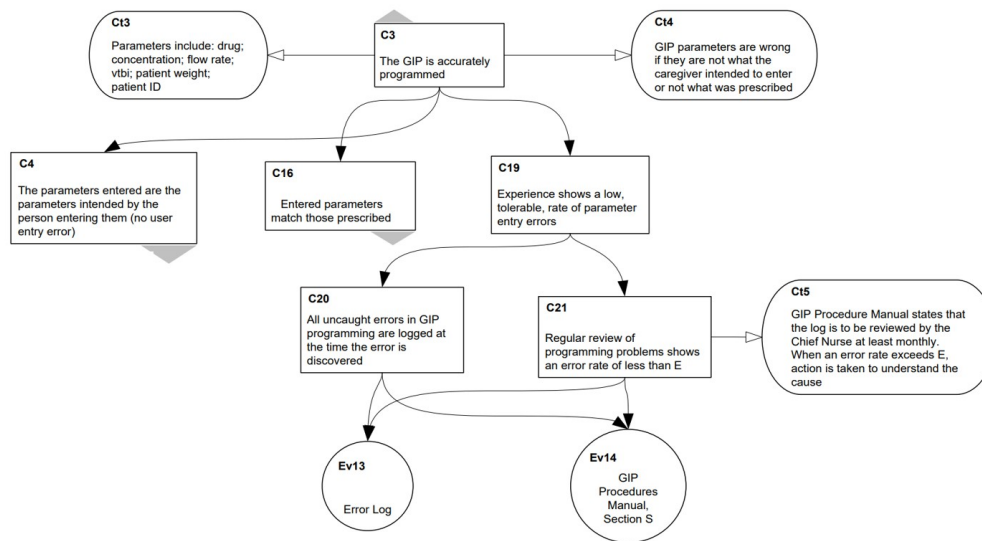 Ct3
Parameters include: drug;
concentration; flow rate;
vtbi; patient weight;
patient ID
C3
The GIP is accurately
programmed
Ct4
GIP parameters are wrong
if they are not what the
caregiver intended to enter
or not what was prescribed
C4
The parameters entered are the
parameters intended by the
person entering them (no user
entry error)
C16
Entered parameters
match those prescribed
C19
Experience shows a low,
tolerable, rate of parameter
entry errors
C20
All uncaught errors in GIP
programming are logged at
the time the error is
discovered
C21
Regular review of
programming problems shows
an error rate of less than E
Ct5
GIP Procedure Manual states that
the log is to be reviewed by the
Chief Nurse at least monthly.
When an error rate exceeds E,
action is taken to understand the
cause
Ev13
Error Log
Ev14
GIP
Procedures
Manual,
Section S